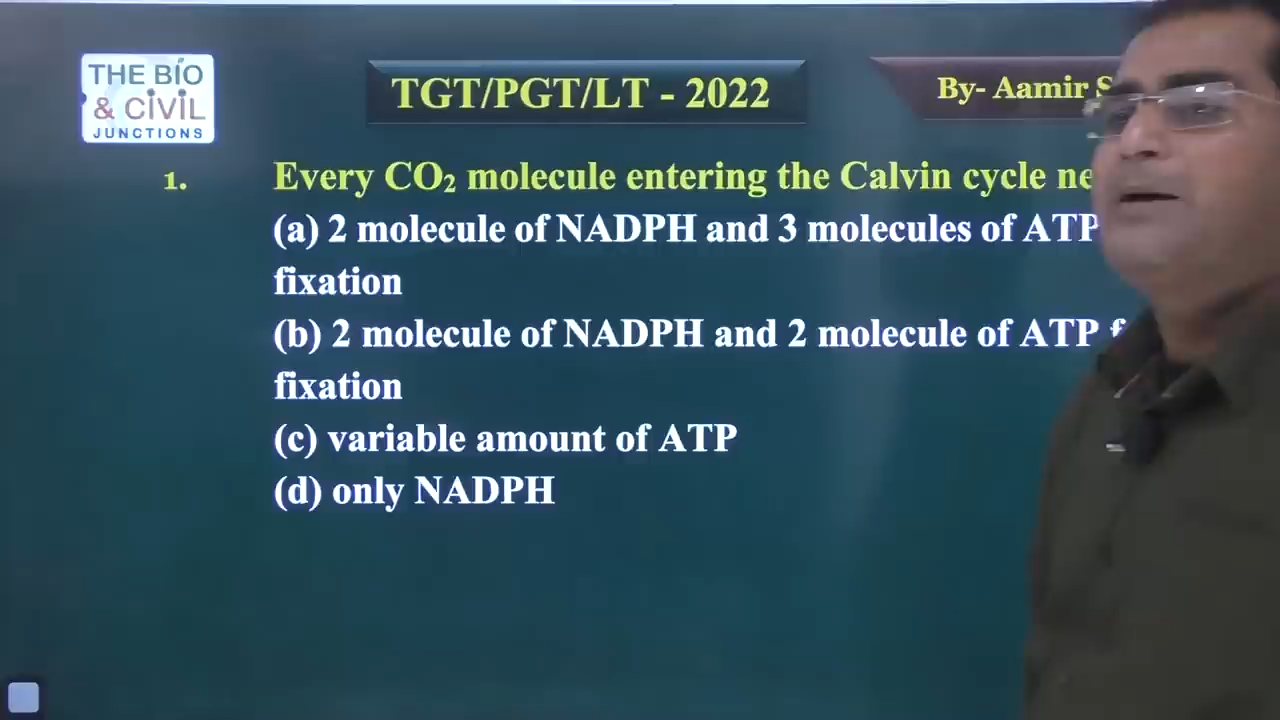 THE BIO
& CIVIL
JUNCTIONS
TGT/PGT/LT - 2022
By- Aamir
1. Every CO₂ molecule entering the Calvin cycle
(a) 2 molecule of NADPH and 3 molecules of ATP
fixation
(b) 2 molecule of NADPH and 2 molecule of ATP
fixation
(c) variable amount of ATP
(d) only NADPH